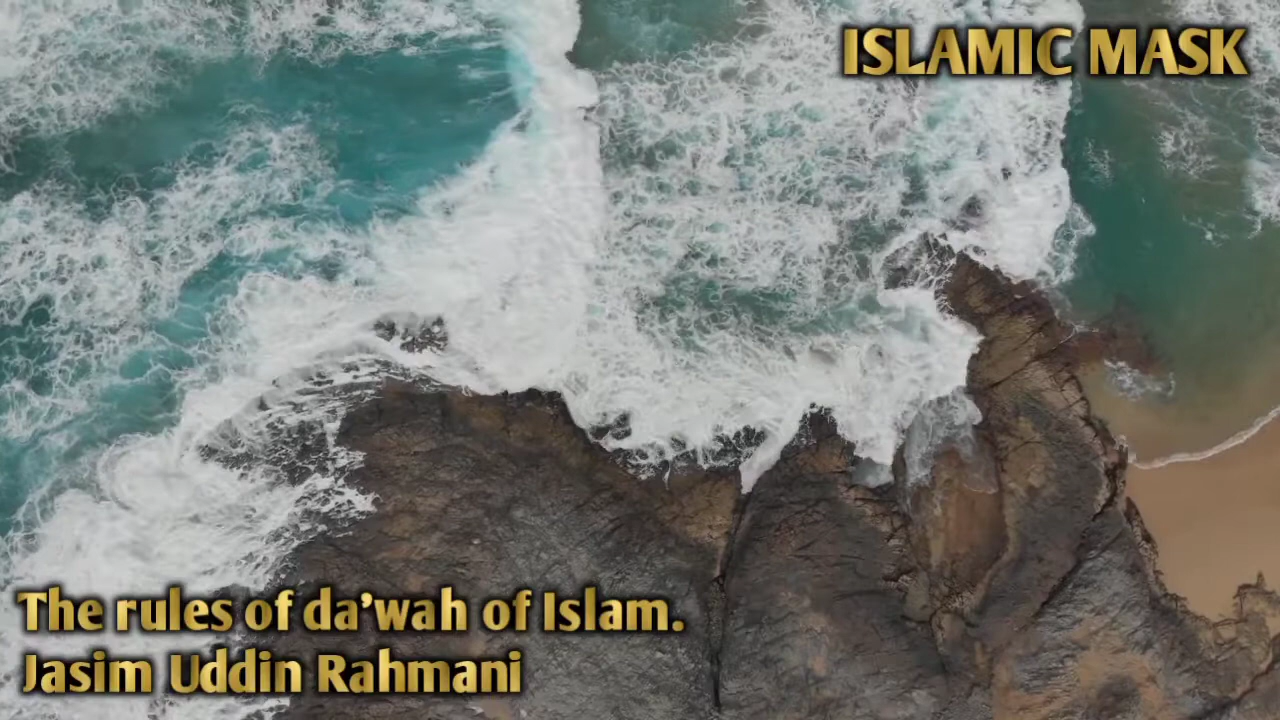 ISLAMIC MASK
The rules of da’wah of Islam.
Jasim Uddin Rahmani